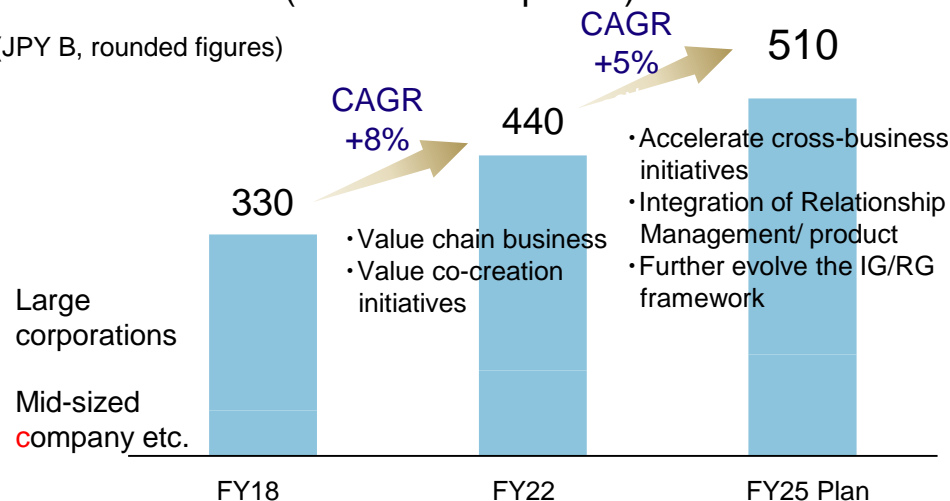 (JPY B, rounded figures)
CAGR
+5%
510
CAGR
+8%
440
330
・Accelerate cross-business
initiatives
・Integration of Relationship
Management/ product
・Further evolve the IG/RG
framework
・Value chain business
・Value co-creation
initiatives
Large
corporations
Mid-sized
company etc.
FY18
FY22
FY25 Plan